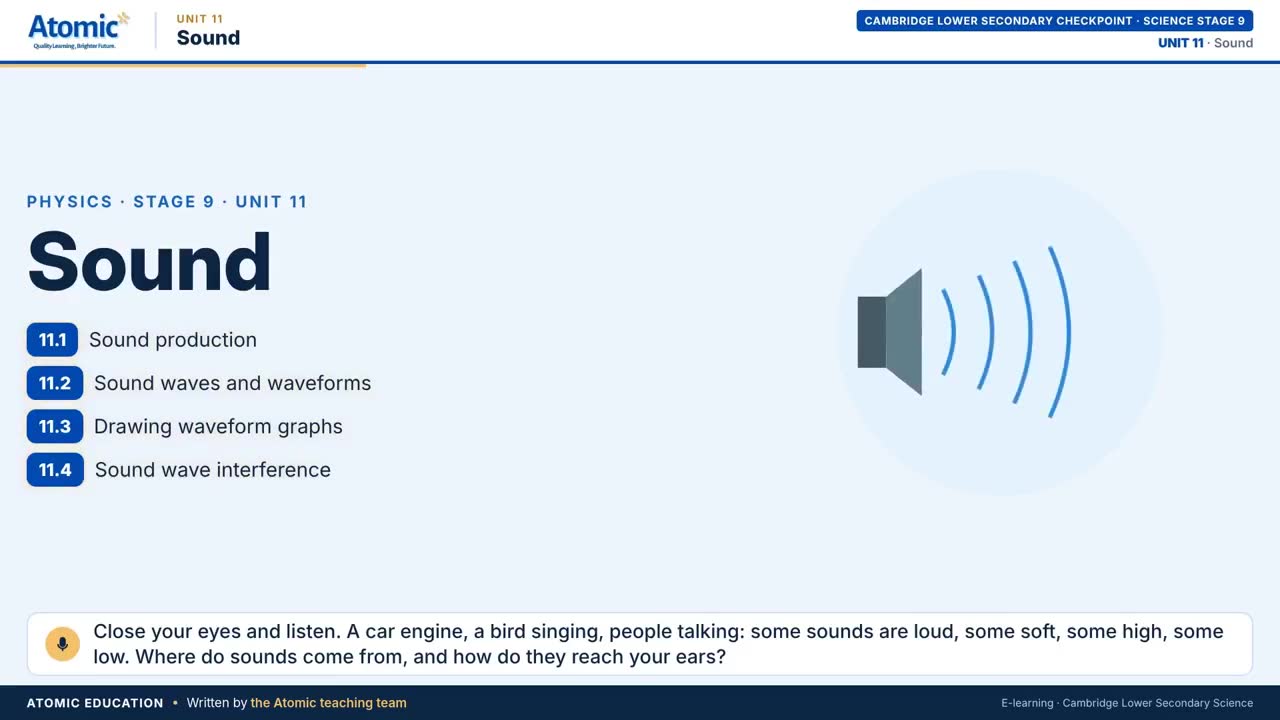 Atomic
Quality Learning, Brighter Future.
UNIT 11
Sound
CAMBRIDGE LOWER SECONDARY CHECKPOINT · SCIENCE STAGE 9
UNIT 11 · Sound
PHYSICS · STAGE 9 · UNIT 11
Sound
11.1 Sound production
11.2 Sound waves and waveforms
11.3 Drawing waveform graphs
11.4 Sound wave interference
Close your eyes and listen. A car engine, a bird singing, people talking: some sounds are loud, some soft, some high, some
low. Where do sounds come from, and how do they reach your ears?
ATOMIC EDUCATION • Written by the Atomic teaching team
E-learning · Cambridge Lower Secondary Science